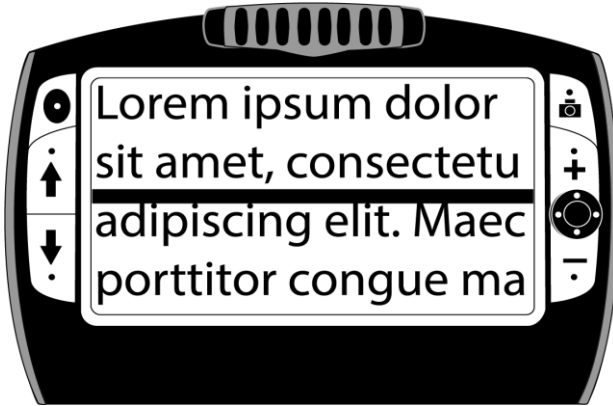 Lorem ipsum dolor
sit amet, consectetu
adipiscing elit. Maec
porttitor congue ma